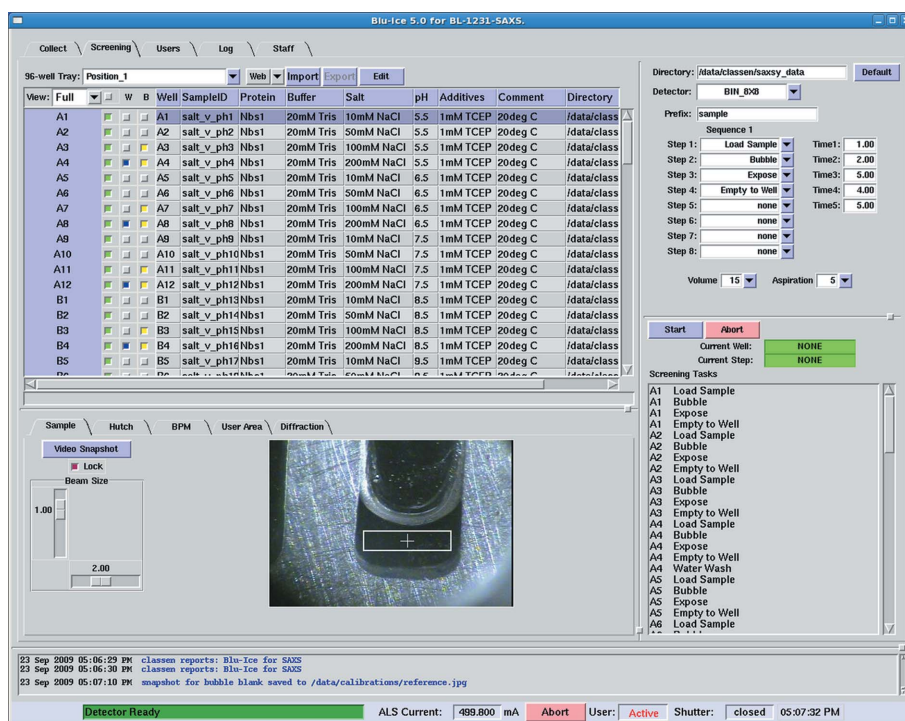 Blu-Ice 5.0 for BL-1231-SAXS.
Collect Screening Users Log Staff
96-well Tray: Position_1 Web Import Export Edit
View: Full W B Well SampleID Protein Buffer Salt pH Additives Comment Directory
A1 A1 salt_v_ph1 Nbs1 20mM Tris 10mM NaCl 5.5 1mM TCEP 20deg C /data/class
A2 A2 salt_v_ph2 Nbs1 20mM Tris 50mM NaCl 5.5 1mM TCEP 20deg C /data/class
A3 A3 salt_v_ph3 Nbs1 20mM Tris 100mM NaCl 5.5 1mM TCEP 20deg C /data/class
A4 A4 salt_v_ph4 Nbs1 20mM Tris 200mM NaCl 5.5 1mM TCEP 20deg C /data/class
A5 A5 salt_v_ph5 Nbs1 20mM Tris 10mM NaCl 6.5 1mM TCEP 20deg C /data/class
A6 A6 salt_v_ph6 Nbs1 20mM Tris 50mM NaCl 6.5 1mM TCEP 20deg C /data/class
A7 A7 salt_v_ph7 Nbs1 20mM Tris 100mM NaCl 6.5 1mM TCEP 20deg C /data/class
A8 A8 salt_v_ph8 Nbs1 20mM Tris 200mM NaCl 6.5 1mM TCEP 20deg C /data/class
A9 A9 salt_v_ph9 Nbs1 20mM Tris 10mM NaCl 7.5 1mM TCEP 20deg C /data/class
A10 A10 salt_v_ph10 Nbs1 20mM Tris 50mM NaCl 7.5 1mM TCEP 20deg C /data/class
A11 A11 salt_v_ph11 Nbs1 20mM Tris 100mM NaCl 7.5 1mM TCEP 20deg C /data/class
A12 A12 salt_v_ph12 Nbs1 20mM Tris 200mM NaCl 7.5 1mM TCEP 20deg C /data/class
B1 B1 salt_v_ph13 Nbs1 20mM Tris 10mM NaCl 8.5 1mM TCEP 20deg C /data/class
B2 B2 salt_v_ph14 Nbs1 20mM Tris 50mM NaCl 8.5 1mM TCEP 20deg C /data/class
B3 B3 salt_v_ph15 Nbs1 20mM Tris 100mM NaCl 8.5 1mM TCEP 20deg C /data/class
B4 B4 salt_v_ph16 Nbs1 20mM Tris 200mM NaCl 8.5 1mM TCEP 20deg C /data/class
B5 B5 salt_v_ph17 Nbs1 20mM Tris 10mM NaCl 9.5 1mM TCEP 20deg C /data/class
Directory: /data/classen/saxsy_data Default
Detector: BIN_8X8
Prefix: sample
Sequence 1
Step 1: Load Sample Time1: 1.00
Step 2: Bubble Time2: 2.00
Step 3: Expose Time3: 5.00
Step 4: Empty to Well Time4: 4.00
Step 5: none Time5: 5.00
Step 6: none
Step 7: none
Step 8: none
Volume 15 Aspiration 5
Start Abort
Current Well: NONE
Current Step: NONE
Screening Tasks
A1 Load Sample
A1 Bubble
A1 Expose
A1 Empty to Well
A2 Load Sample
A2 Bubble
A2 Expose
A2 Empty to Well
A3 Load Sample
A3 Bubble
A3 Expose
A3 Empty to Well
A4 Load Sample
A4 Bubble
A4 Expose
A4 Empty to Well
A4 Water Wash
A5 Load Sample
A5 Bubble
A5 Expose
A5 Empty to Well
A6 Load Sample
Sample Hutch BPM User Area Diffraction
Video Snapshot
Lock
Beam Size
1.00
2.00
23 Sep 2009 05:06:29 PM classen reports: Blu-Ice for SAXS
23 Sep 2009 05:06:30 PM classen reports: Blu-Ice for SAXS
23 Sep 2009 05:07:10 PM snapshot for bubble blank saved to /data/calibrations/reference.jpg
Detector Ready ALS Current: 499.800 mA Abort User: Active Shutter: closed 05:07:32 PM